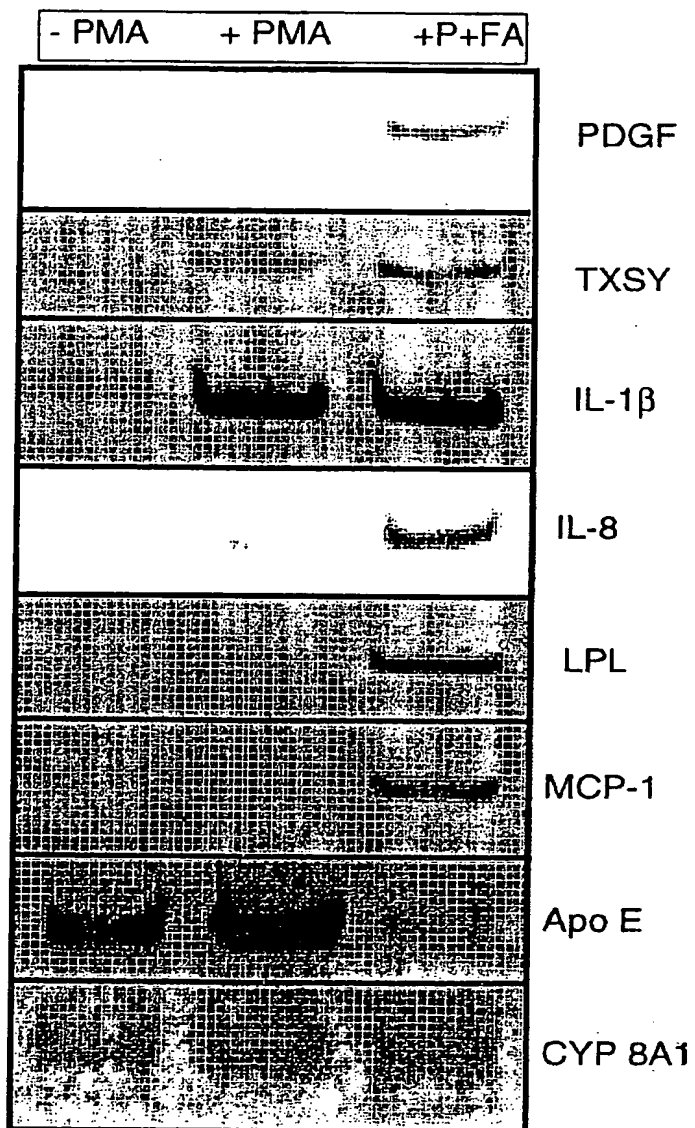 - PMA + PMA +P+FA
PDGF
TXSY
IL-1β
IL-8
LPL
MCP-1
Apo E
CYP 8A1